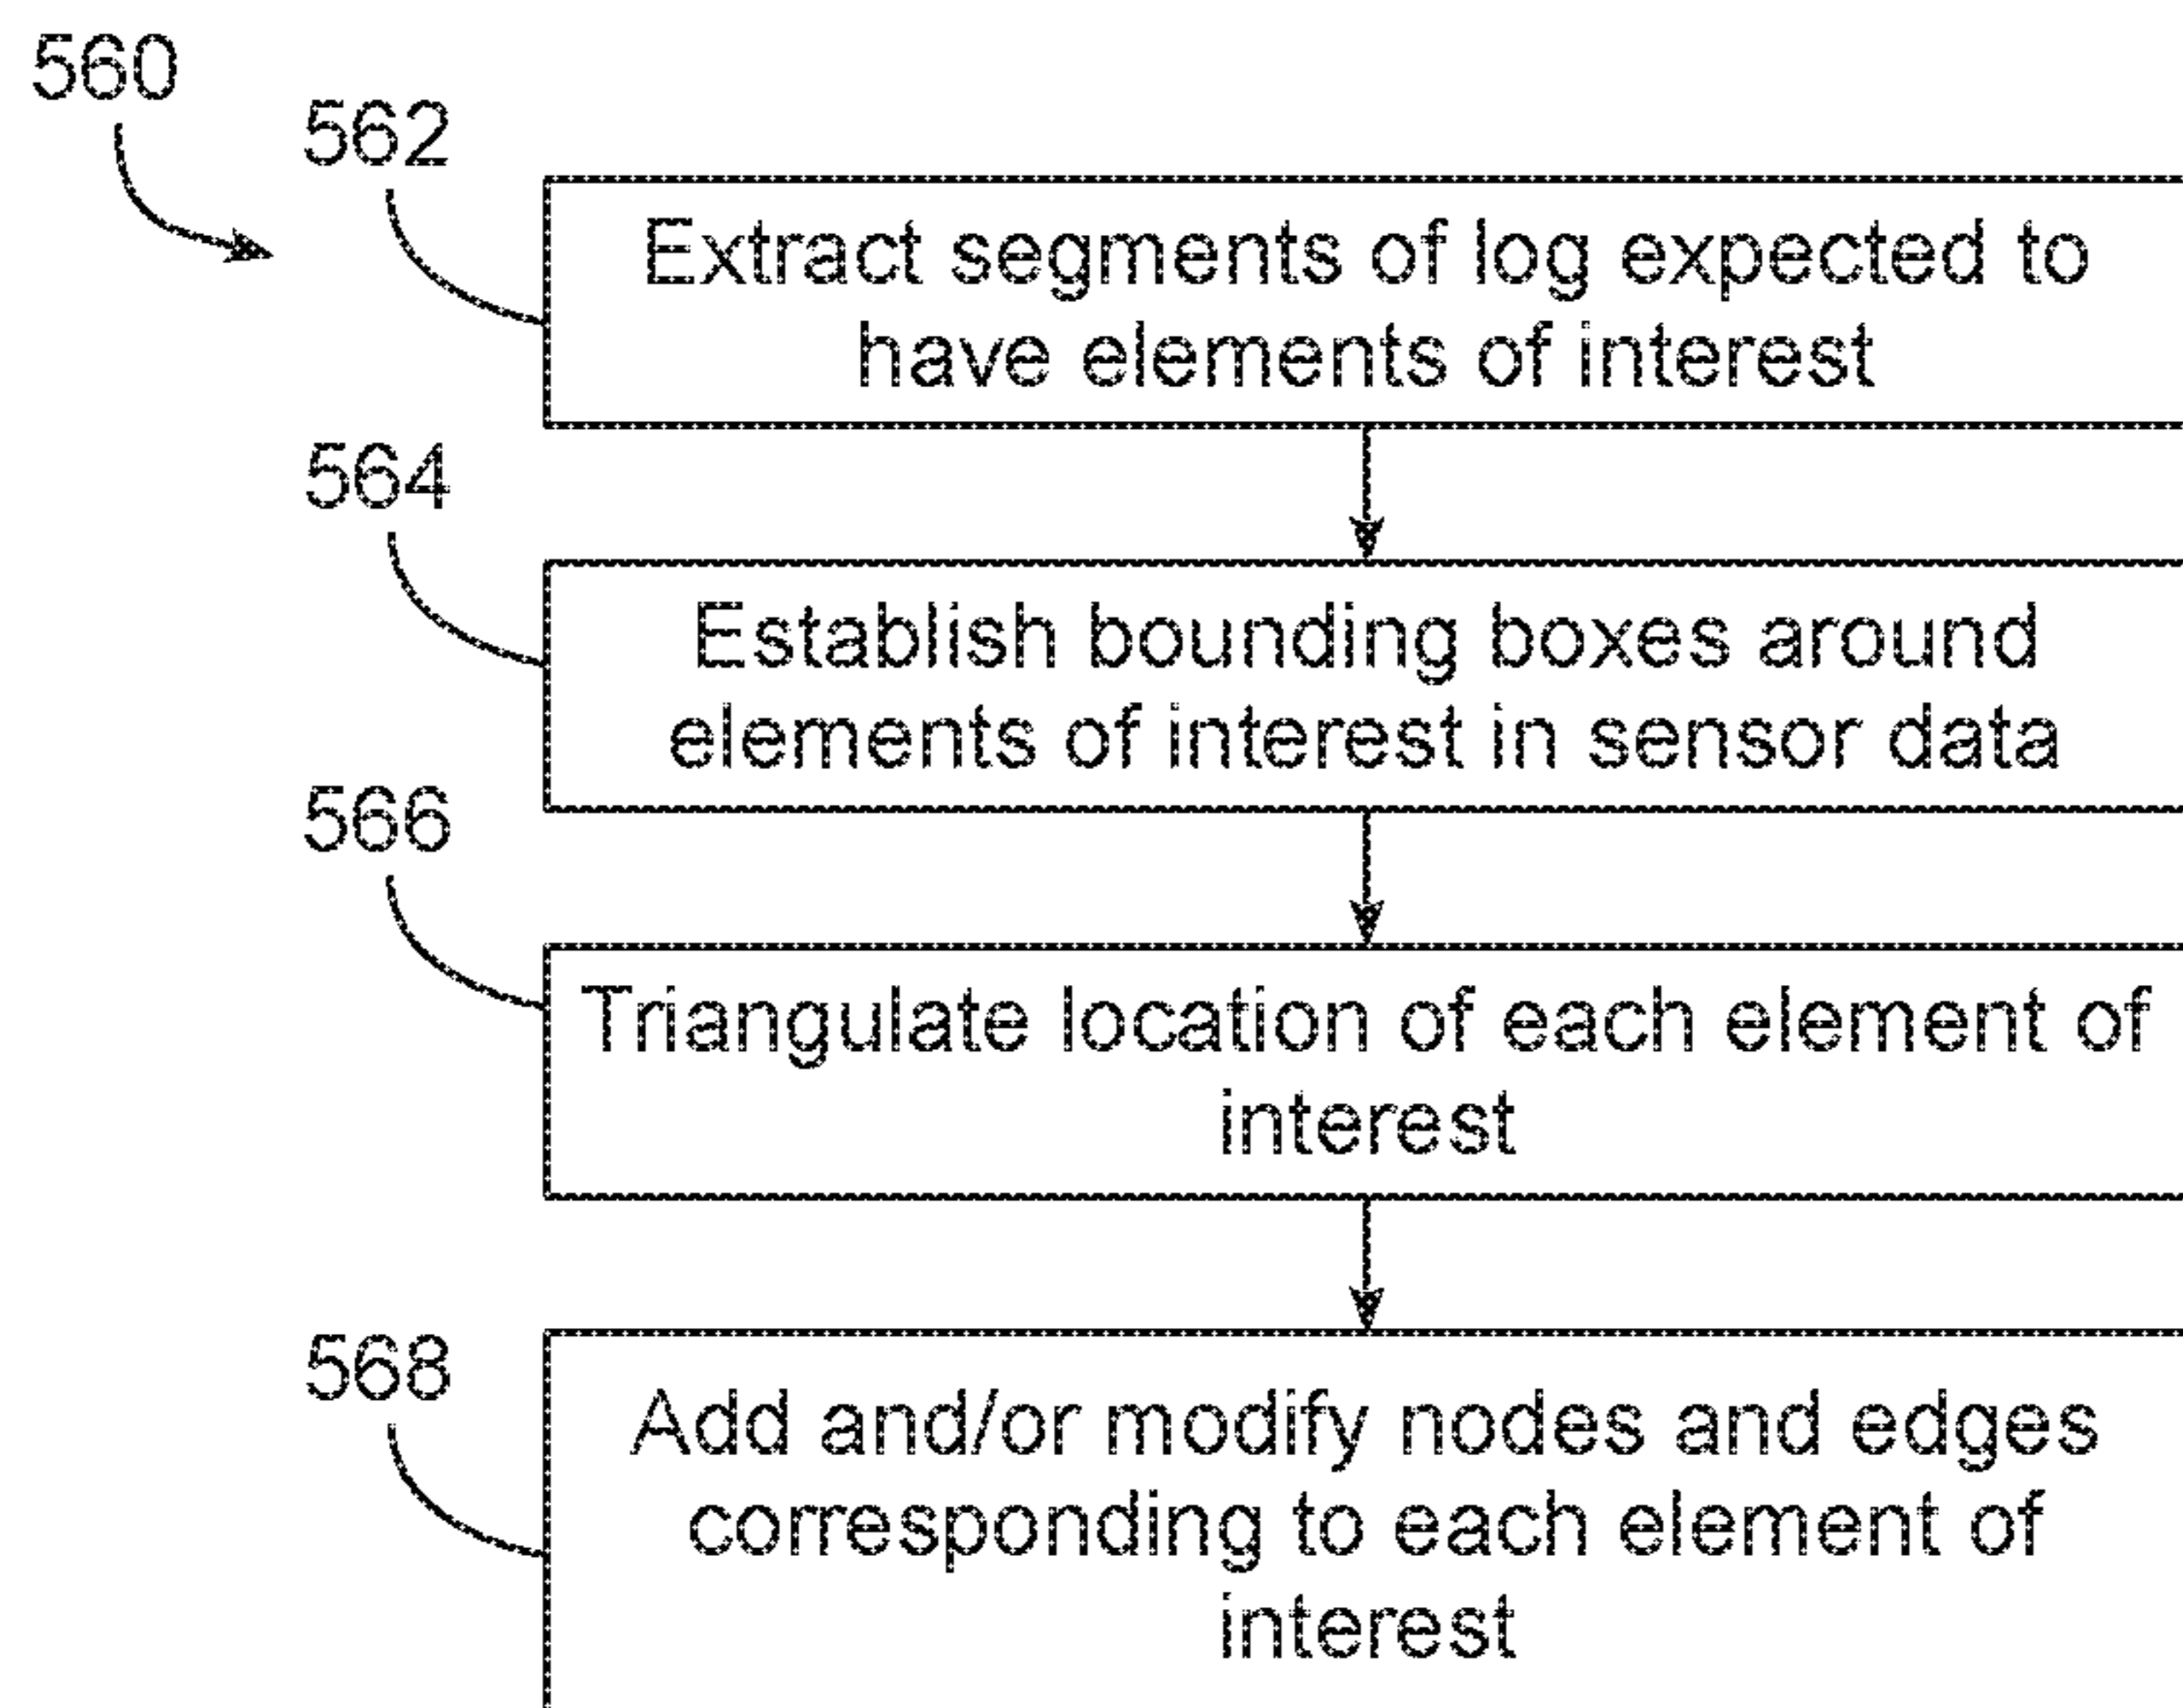 560
562
Extract segments of log expected to
have elements of interest
564
Establish bounding boxes around
elements of interest in sensor data
566
Triangulate location of each element of
interest
568
Add and/or modify nodes and edges
corresponding to each element of
interest